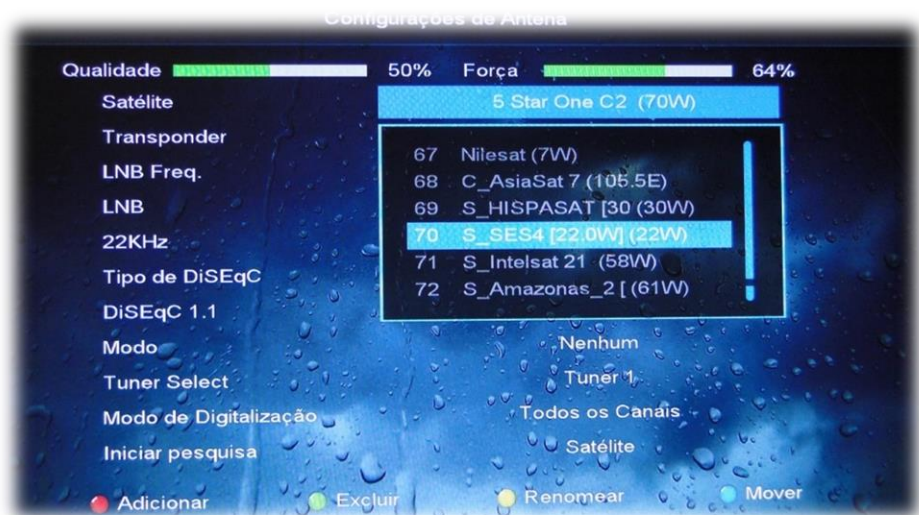 Configurações de Antena
Qualidade 50% Força 64%
Satélite 5 Star One C2 (70W)
Transponder
67 Nilesat (7W)
LNB Freq.
68 C_AsiaSat 7 (105.5E)
LNB
69 S_HISPASAT [30 (30W)
22KHz
70 S_SES4 [22.0W] (22W)
Tipo de DiSEqC
71 S_Intelsat 21 (58W)
DiSEqC 1.1
72 S_Amazonas_2 [ (61W)
Modo Nenhum
Tuner Select Tuner 1
Modo de Digitalização Todos os Canais
Iniciar pesquisa Satélite
Adicionar Excluir Renomear Mover